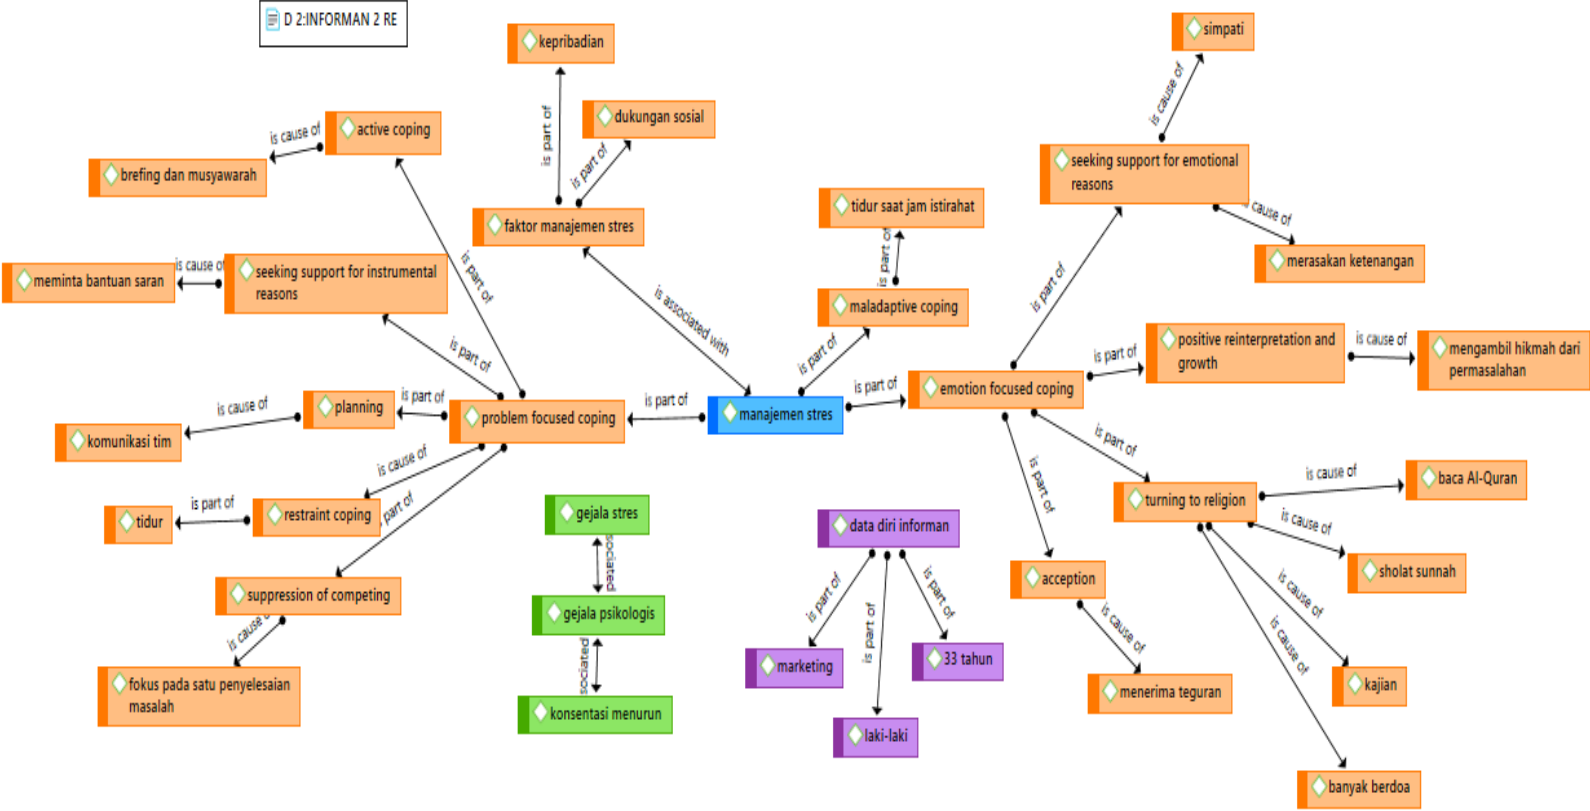 D 2:INFORMAN 2 RE
kepribadian
simpati
is cause of
dukungan sosial
is part of
is part of
active coping
is cause of
brefing dan musyawarah
faktor manajemen stres
seeking support for emotional
reasons
cause of
merasakan ketenangan
tidur saat jam istirahat
is part of
maladaptive coping
is part of
is associated with
seeking support for instrumental
reasons
is cause of
meminta bantuan saran
is part of
is part of
is part of
positive reinterpretation and
growth
is cause of
mengambil hikmah dari
permasalahan
is part of
emotion focused coping
is part of
manajemen stres
is part of
problem focused coping
is part of
planning
is cause of
komunikasi tim
is cause of
restraint coping
is part of
tidur
part of
suppression of competing
is cause
fokus pada satu penyelesaian
masalah
gejala stres
sociated
gejala psikologis
sociated
konsentasi menurun
data diri informan
is part of
is part of
is part of
marketing
laki-laki
33 tahun
is part of
is part of
turning to religion
is cause of
baca Al-Quran
is cause of
sholat sunnah
is cause of
kajian
is cause of
banyak berdoa
acception
is cause of
menerima teguran